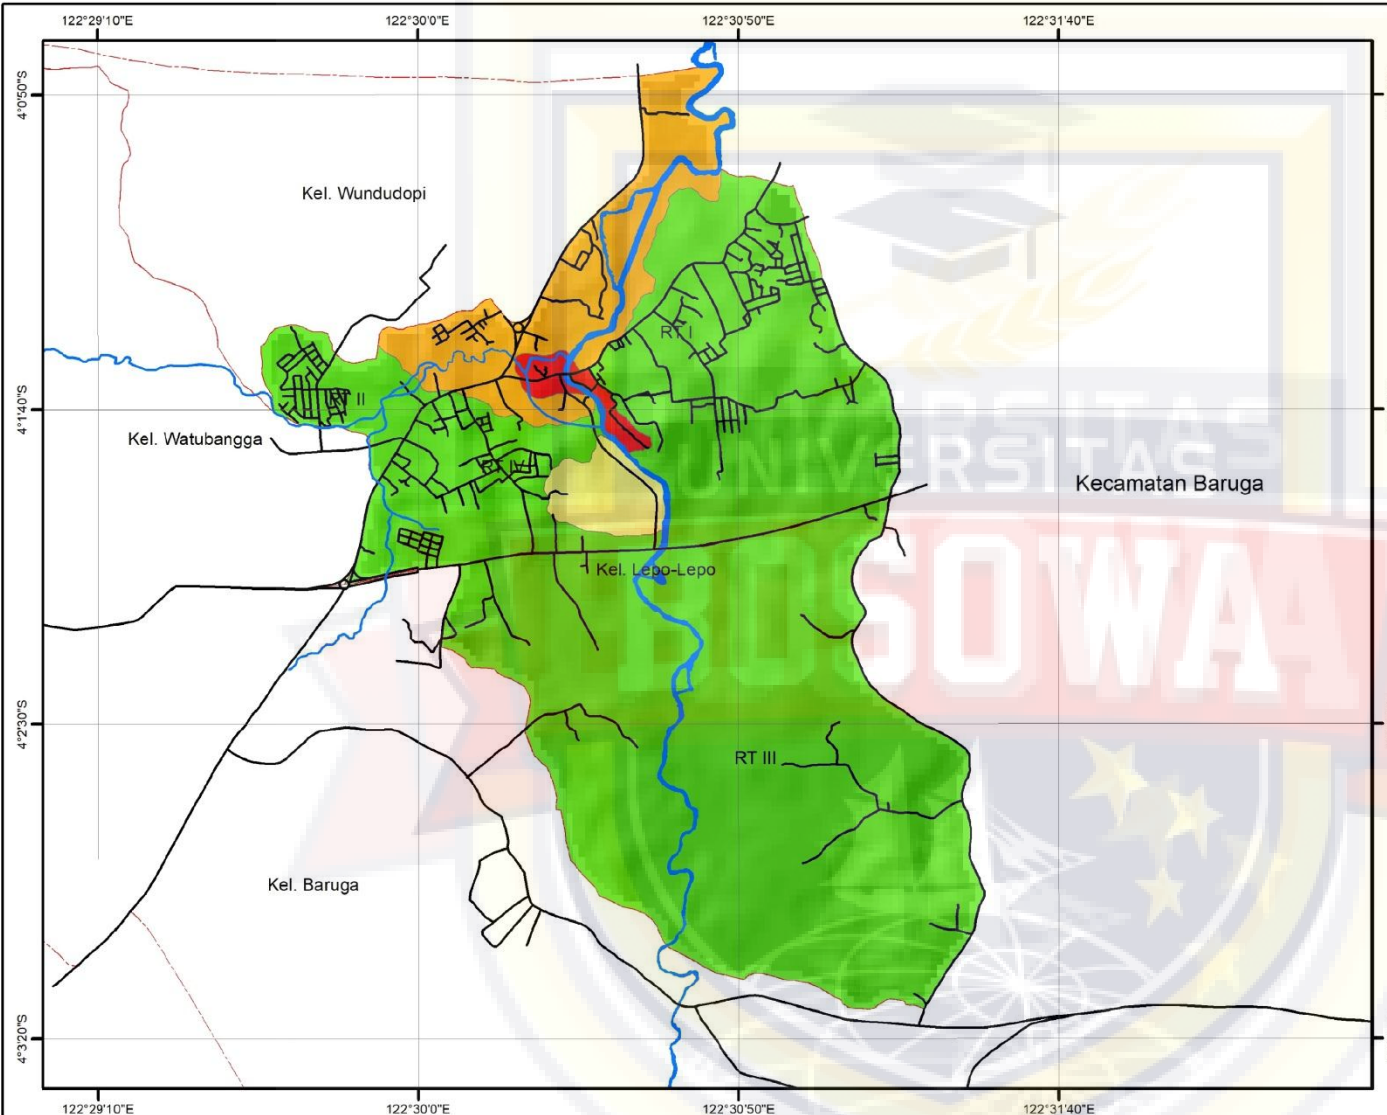 122°29'10"E 122°30'0"E 122°30'50"E 122°31'40"E
4°0'50"S
Kel. Wundudopi
RT I
RT II
4°1'40"S
Kel. Watubangga
UNIVERSITAS
Kecamatan Baruga
Kel. Lepo-Lepo
BOSOWA
4°2'30"S
RT III
Kel. Baruga
4°3'20"S
122°29'10"E 122°30'0"E 122°30'50"E 122°31'40"E